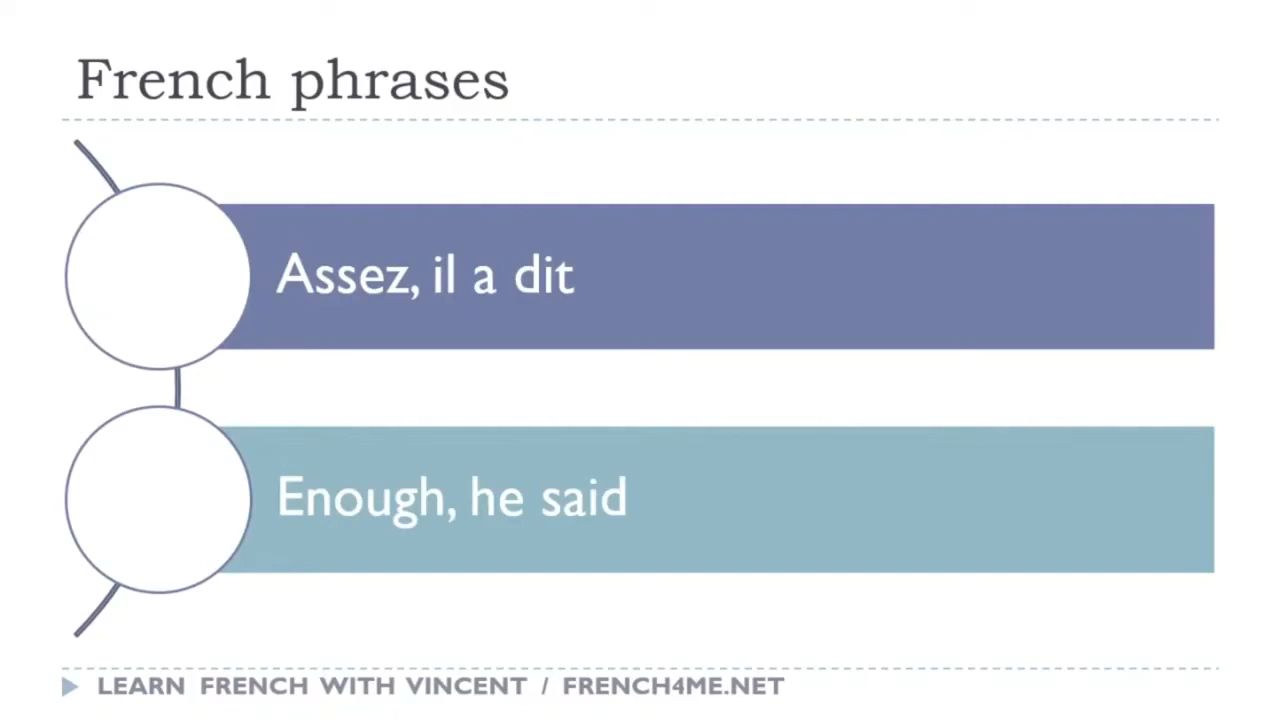 French phrases
Assez, il a dit
Enough, he said
LEARN FRENCH WITH VINCENT / FRENCH4ME.NET